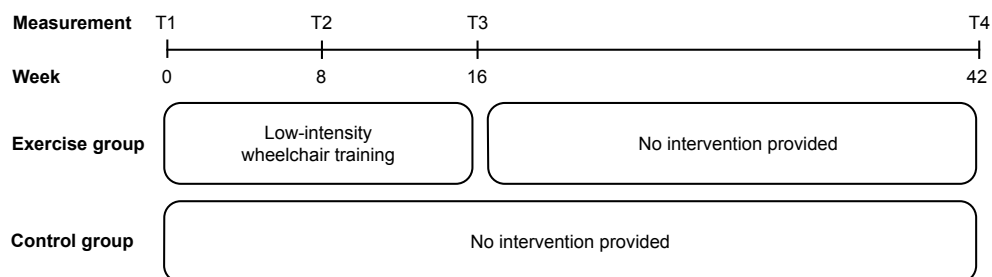 Measurement T1 T2 T3 T4
Week 0 8 16 42
Exercise group
Low-intensity
wheelchair training
No intervention provided
Control group
No intervention provided